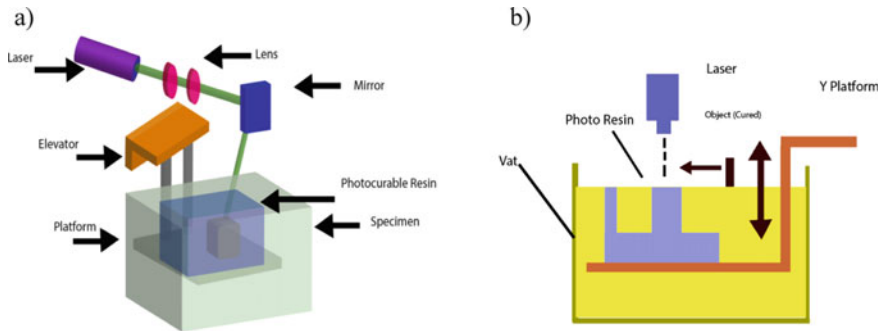 a)
Laser
Lens
Mirror
Elevator
Photocurable Resin
Platform
Specimen
b)
Laser
Y Platform
Photo Resin
Object (Cured)
Vat